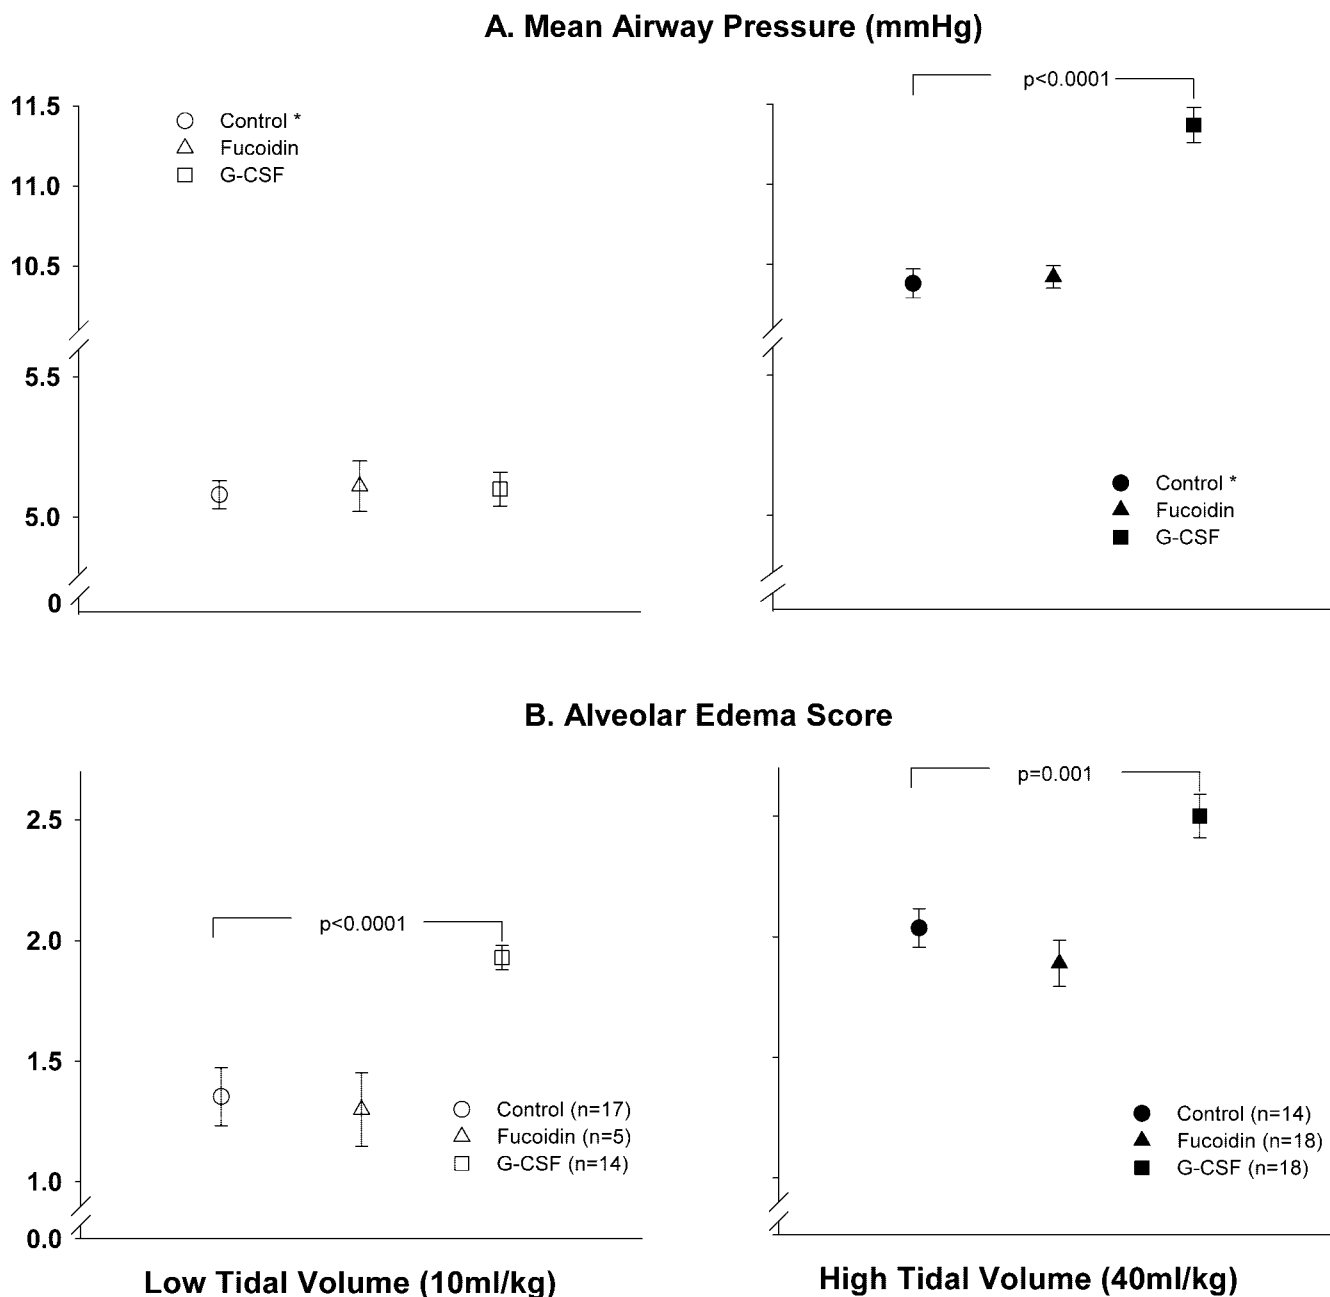 A. Mean Airway Pressure (mmHg)
p<0.0001
11.5
11.0
10.5
5.5
5.0
0
Control *
Fucoidin
G-CSF
Control *
Fucoidin
G-CSF
B. Alveolar Edema Score
p=0.001
2.5
2.0
1.5
1.0
0.0
p<0.0001
Control (n=17)
Fucoidin (n=5)
G-CSF (n=14)
Control (n=14)
Fucoidin (n=18)
G-CSF (n=18)
Low Tidal Volume (10ml/kg)
High Tidal Volume (40ml/kg)